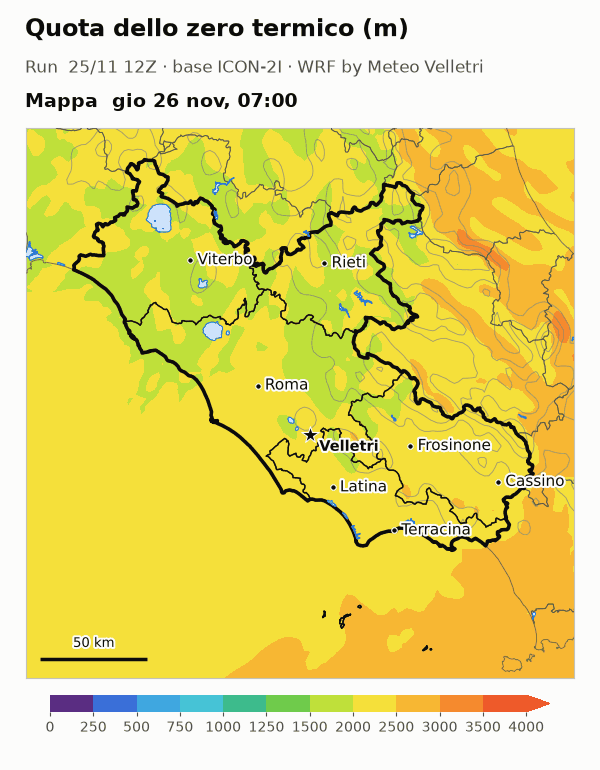 Quota dello zero termico (m)
Run  25/11 12Z · base ICON-2I · WRF by Meteo Velletri
Mappa  gio 26 nov, 07:00
Viterbo
Rieti
Roma
Velletri
Frosinone
Cassino
Latina
Terracina
50 km
0 250 500 750 1000 1250 1500 2000 2500 3000 3500 4000